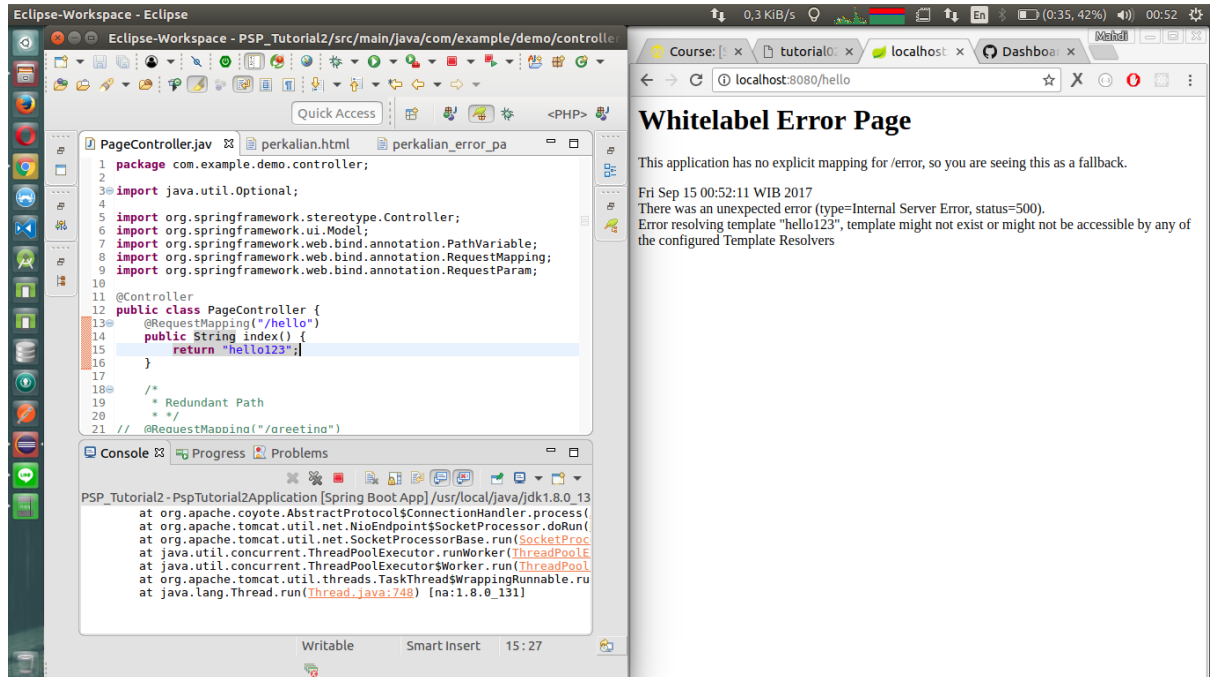 Eclipse-Workspace - Eclipse
0,3 KiB/s
En
(0:35, 42%)
00:52
Eclipse-Workspace - PSP_Tutorial2/src/main/java/com/example/demo/controller
Quick Access
<PHP>
PageController.jav
perkalian.html
perkalian_error_pa
1 package com.example.demo.controller;
2
3 import java.util.Optional;
4
5 import org.springframework.stereotype.Controller;
6 import org.springframework.ui.Model;
7 import org.springframework.web.bind.annotation.PathVariable;
8 import org.springframework.web.bind.annotation.RequestMapping;
9 import org.springframework.web.bind.annotation.RequestParam;
10
11 @Controller
12 public class PageController {
13 @RequestMapping("/hello")
14 public String index() {
15 return "hello123";
16 }
17
18 /*
19 * Redundant Path
20 * */
21 // @RequestMapping("/greeting")
Console
Progress
Problems
PSP_Tutorial2 - PspTutorial2Application [Spring Boot App] /usr/local/java/jdk1.8.0_13
at org.apache.coyote.AbstractProtocol$ConnectionHandler.process(
at org.apache.tomcat.util.net.NioEndpoint$SocketProcessor.doRun(
at org.apache.tomcat.util.net.SocketProcessorBase.run(SocketProc
at java.util.concurrent.ThreadPoolExecutor.runWorker(ThreadPoolE
at java.util.concurrent.ThreadPoolExecutor$Worker.run(ThreadPool
at org.apache.tomcat.util.threads.TaskThread$WrappingRunnable.ru
at java.lang.Thread.run(Thread.java:748) [na:1.8.0_131]
Writable
Smart Insert
15 : 27
Mahdi
Course: [S
tutorial02
localhost:
Dashboar
localhost:8080/hello
Whitelabel Error Page
This application has no explicit mapping for /error, so you are seeing this as a fallback.
Fri Sep 15 00:52:11 WIB 2017
There was an unexpected error (type=Internal Server Error, status=500).
Error resolving template "hello123", template might not exist or might not be accessible by any of
the configured Template Resolvers